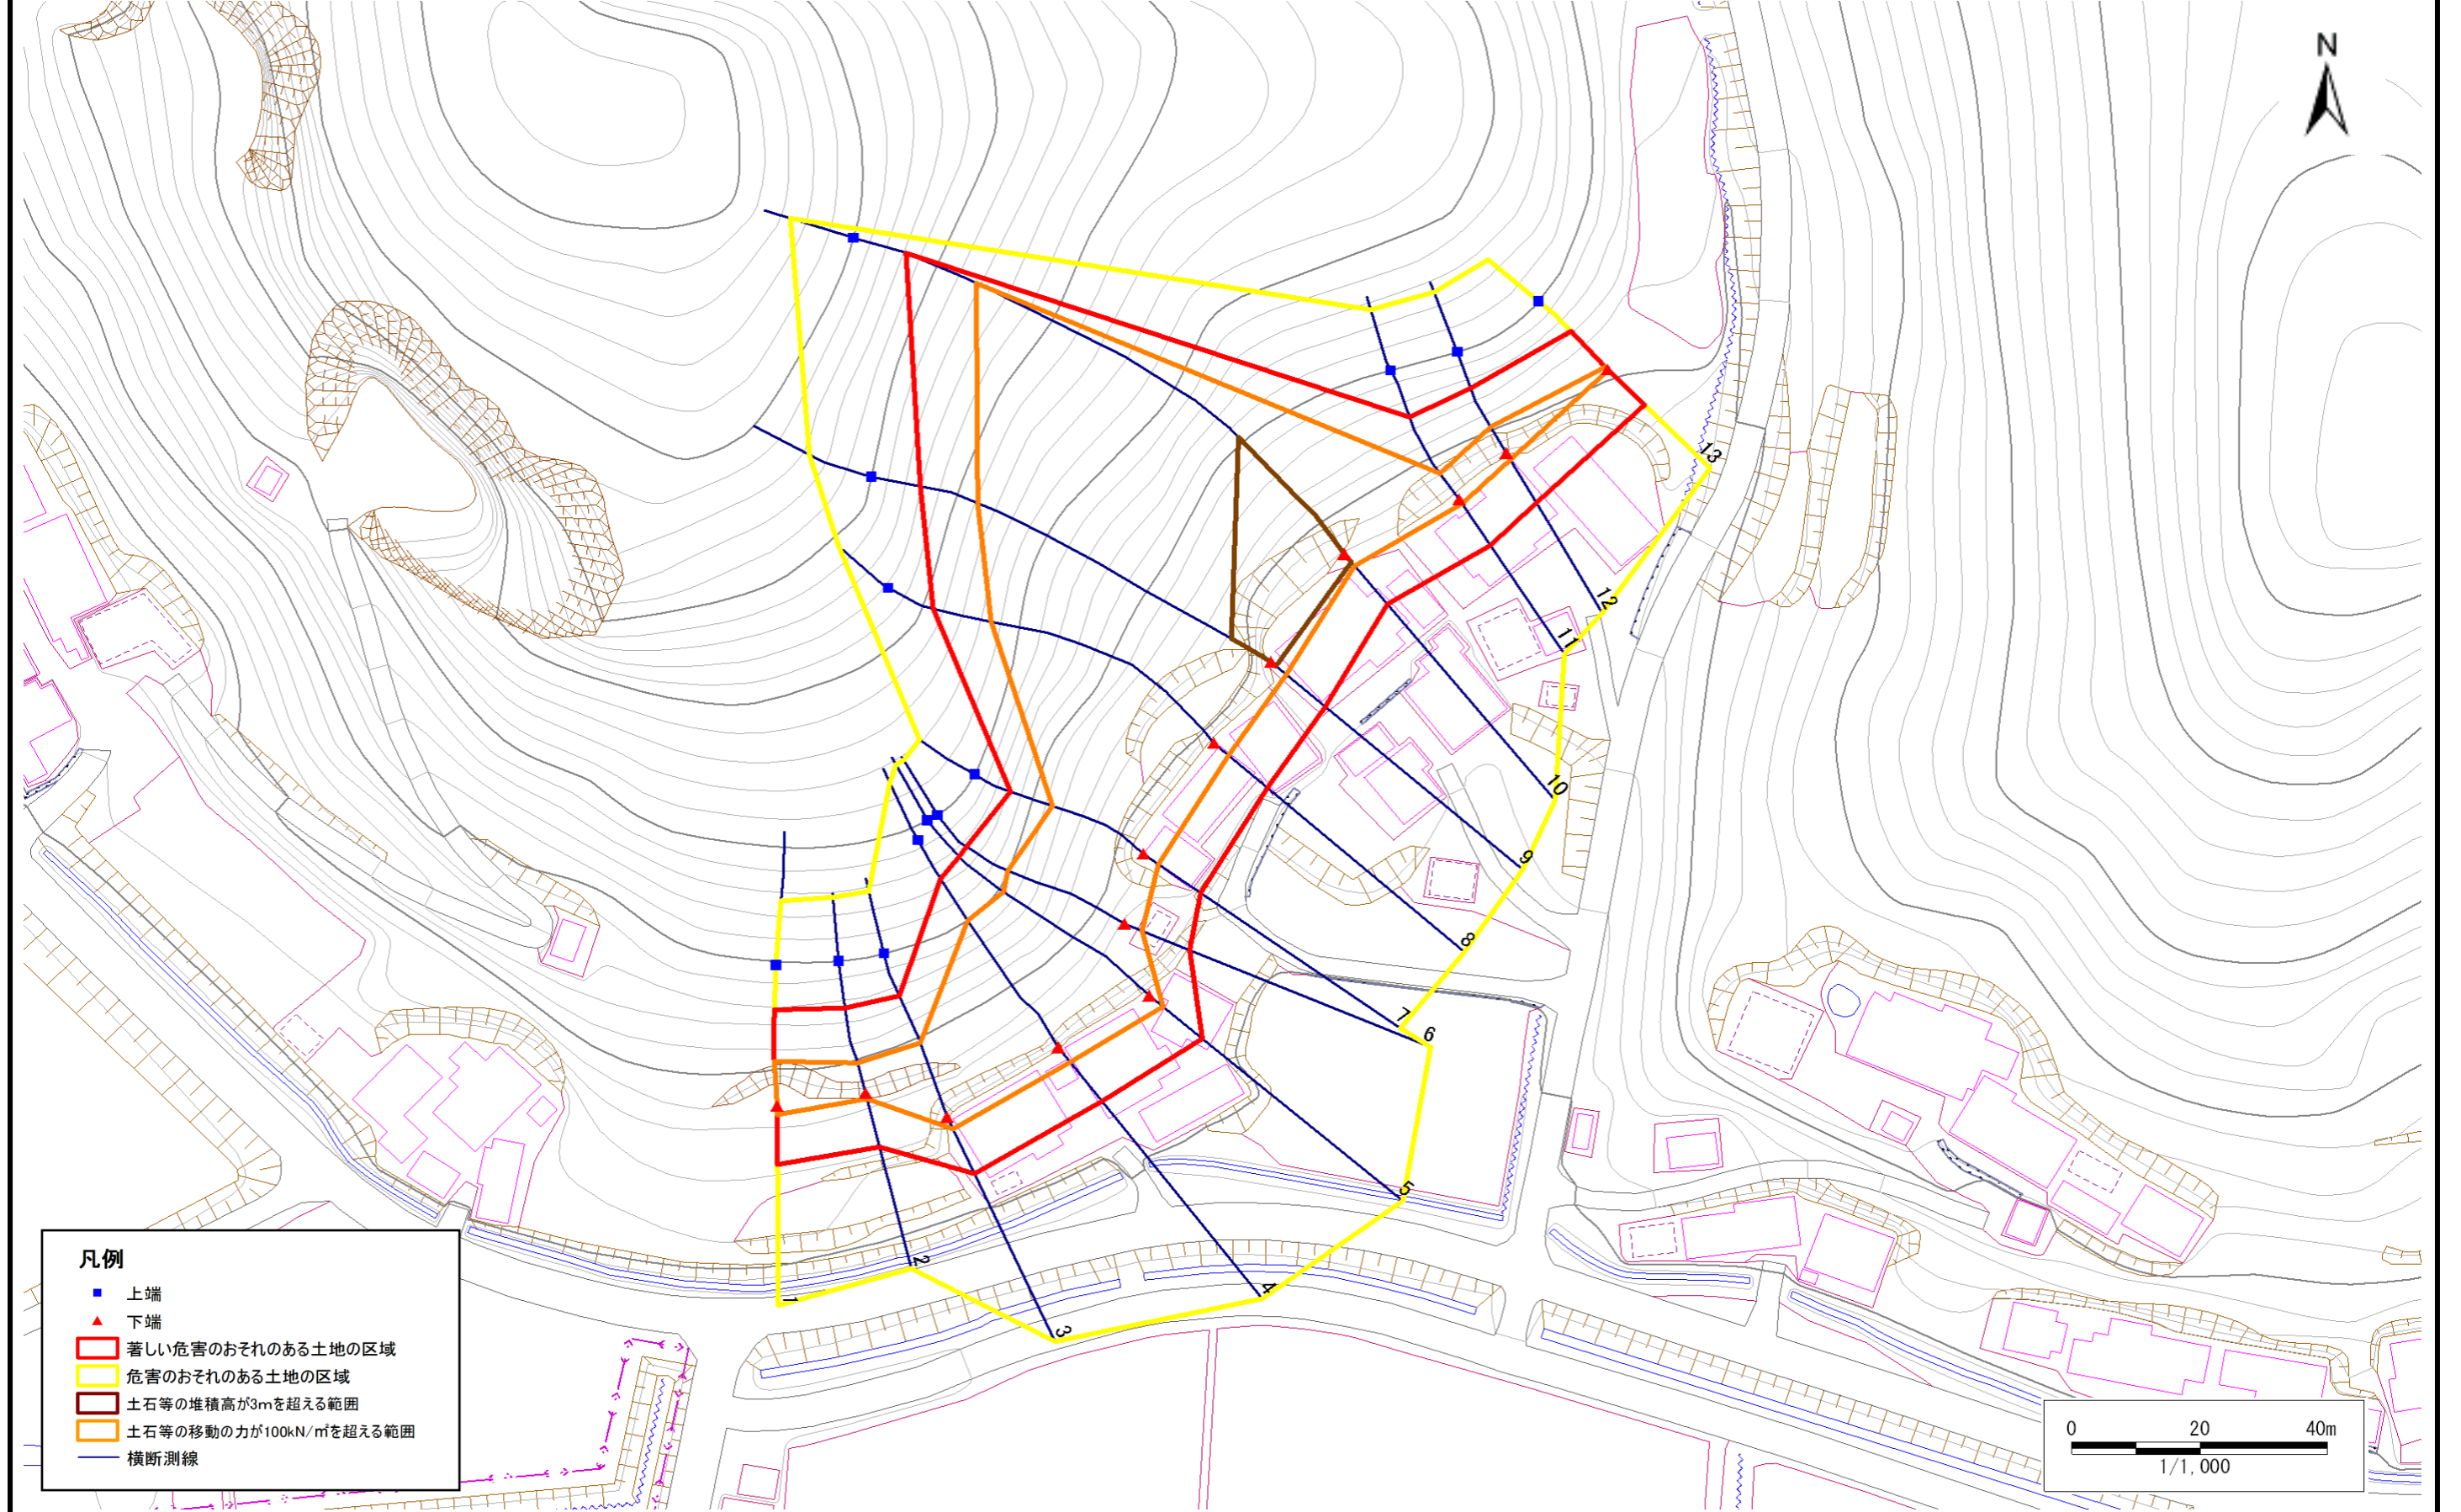 N
13
12
11
10
9
8
7
6
5
4
3
2
1
凡例
上端
下端
著しい危害のおそれのある土地の区域
危害のおそれのある土地の区域
土石等の堆積高が3mを超える範囲
土石等の移動の力が100kN/㎡を超える範囲
横断測線
0 20 40m
1/1,000